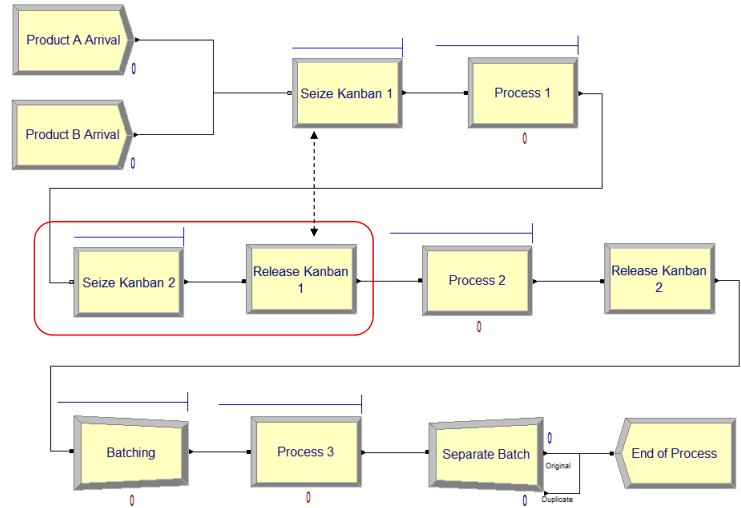 Product A Arrival
0
Seize Kanban 1
Process 1
0
Product B Arrival
0
Seize Kanban 2
Release Kanban
1
Process 2
0
Release Kanban
2
Batching
0
Process 3
0
Separate Batch
0
Original
Duplicate
0
End of Process